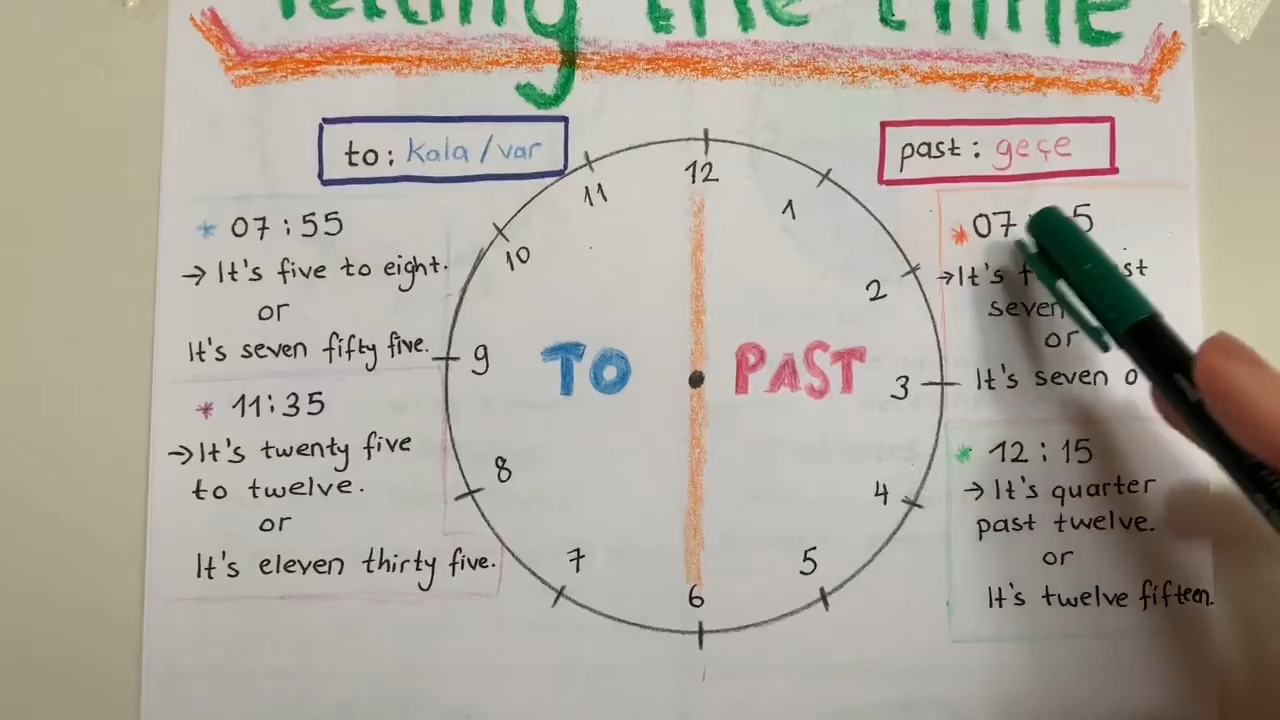 Telling the time
to: Kala/var
past: geçe
* 07:55
→ It's five to eight.
or
It's seven fifty five.
* 11:35
→ It's twenty five
to twelve.
or
It's eleven thirty five.
12
1
2
3
4
5
6
7
8
9
10
11
TO
PAST
* 07
→ It's
seven
or
It's seven
* 12:15
→ It's quarter
past twelve.
or
It's twelve fifteen.